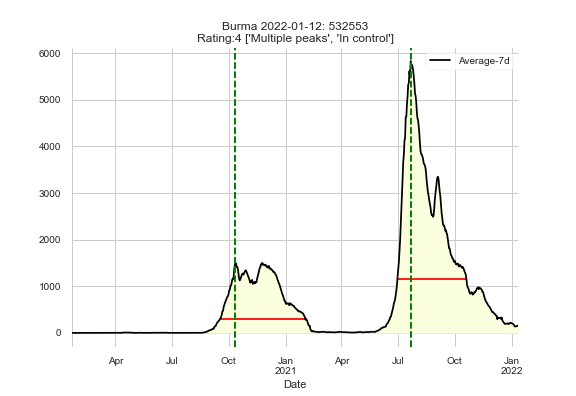 Burma 2022-01-12: 532553
Rating:4 ['Multiple peaks', 'In control']
Average-7d
6000
5000
4000
3000
2000
1000
0
Apr Jul Oct Jan Apr Jul Oct Jan
2021 2022
Date